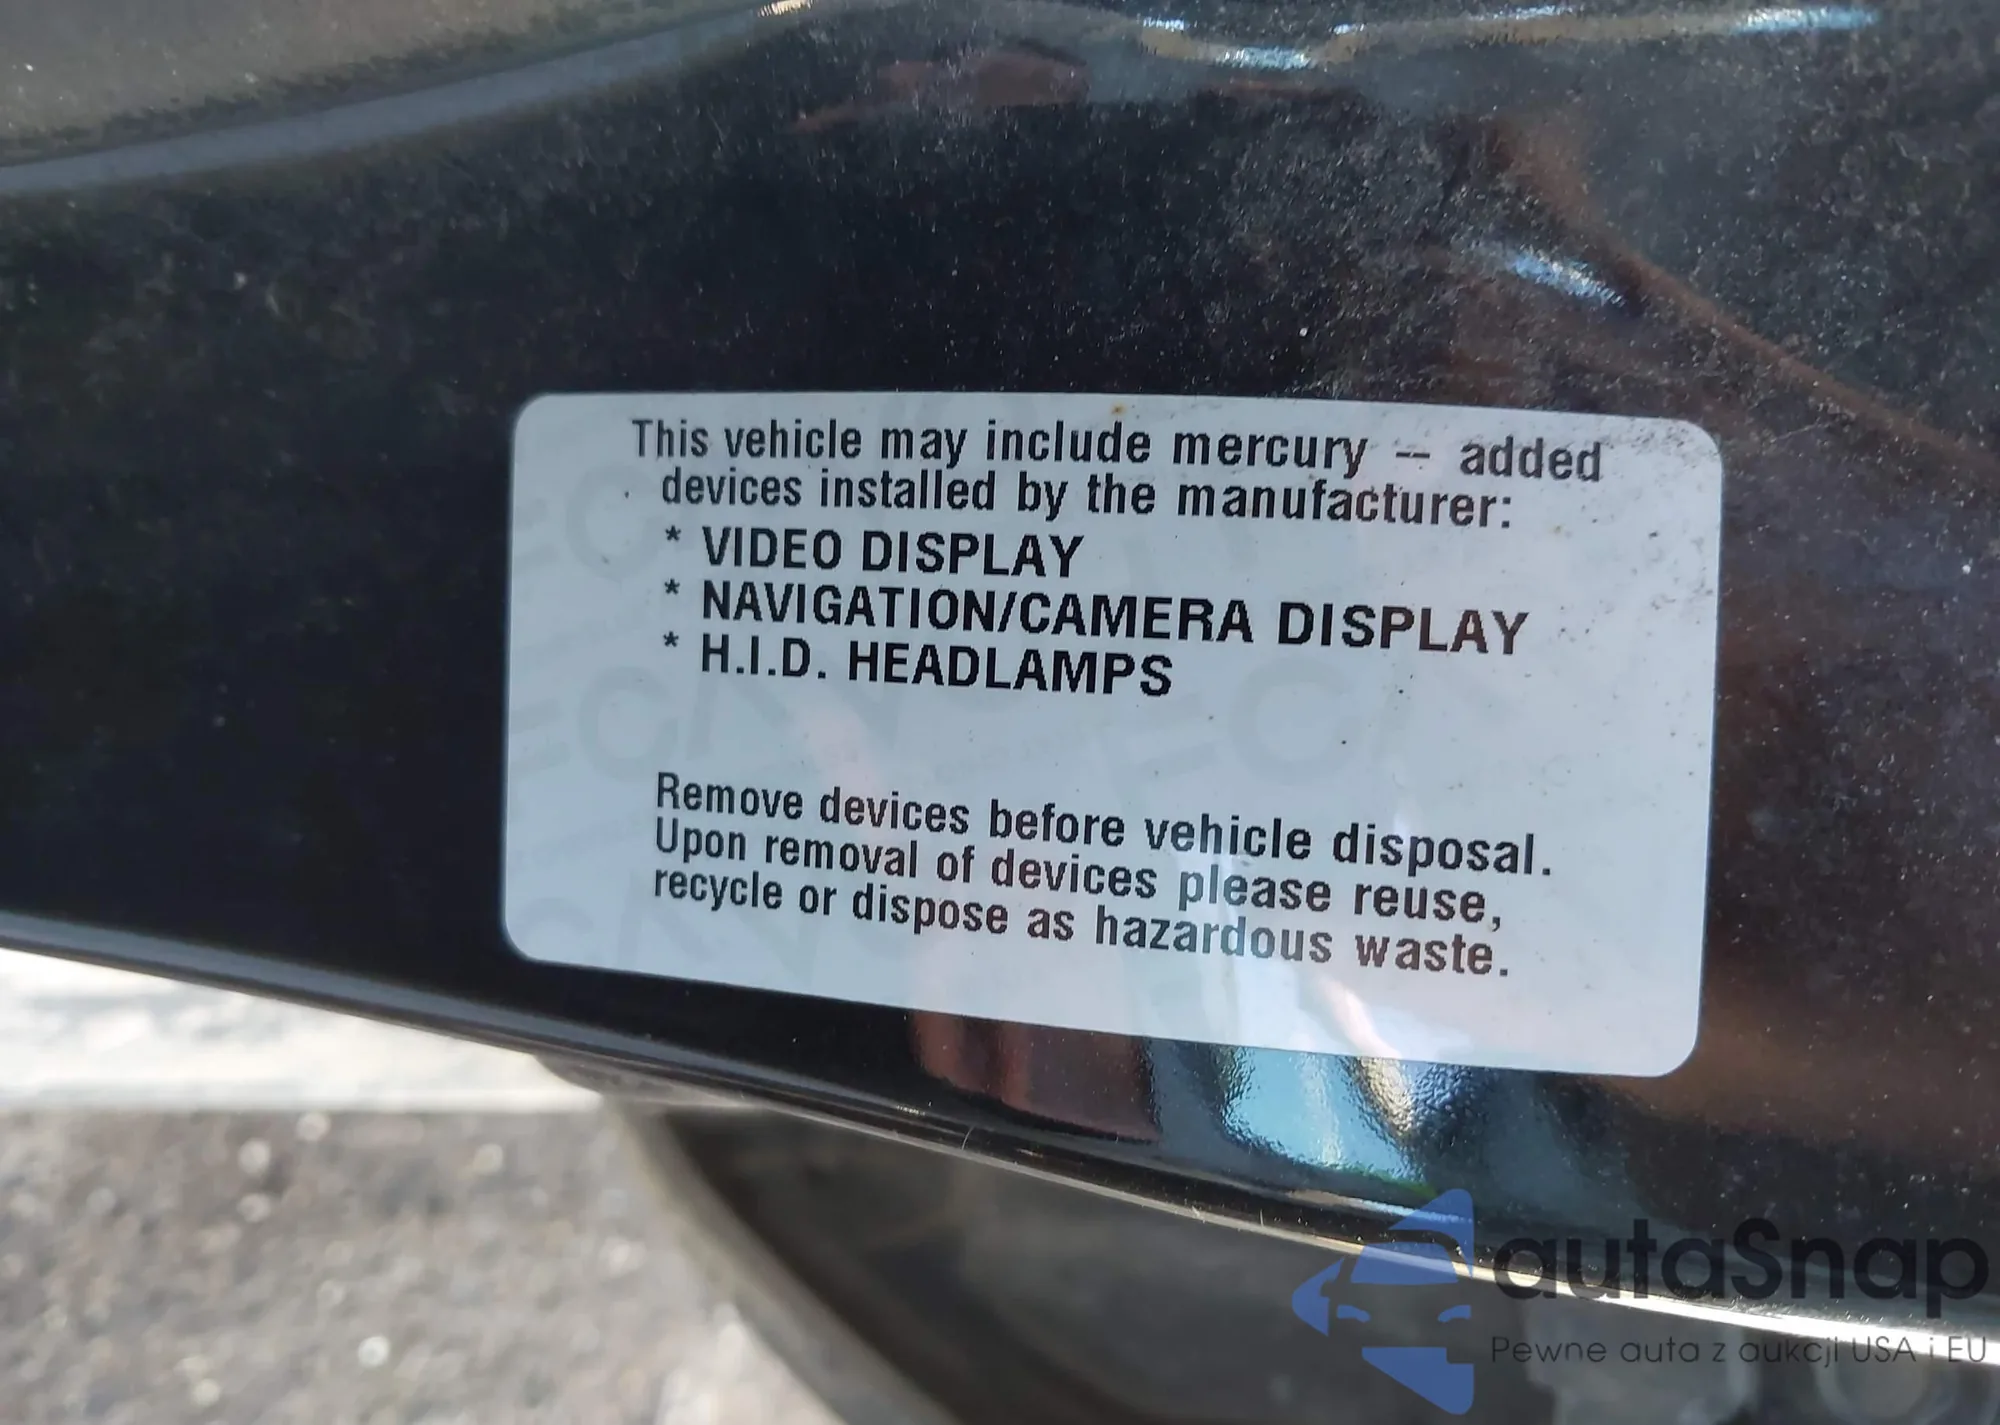 This vehicle may include mercury -- added
devices installed by the manufacturer:
* VIDEO DISPLAY
* NAVIGATION/CAMERA DISPLAY
* H.I.D. HEADLAMPS
Remove devices before vehicle disposal.
Upon removal of devices please reuse,
recycle or dispose as hazardous waste.
autaSnap
Pewne auta z aukcji USA i EU